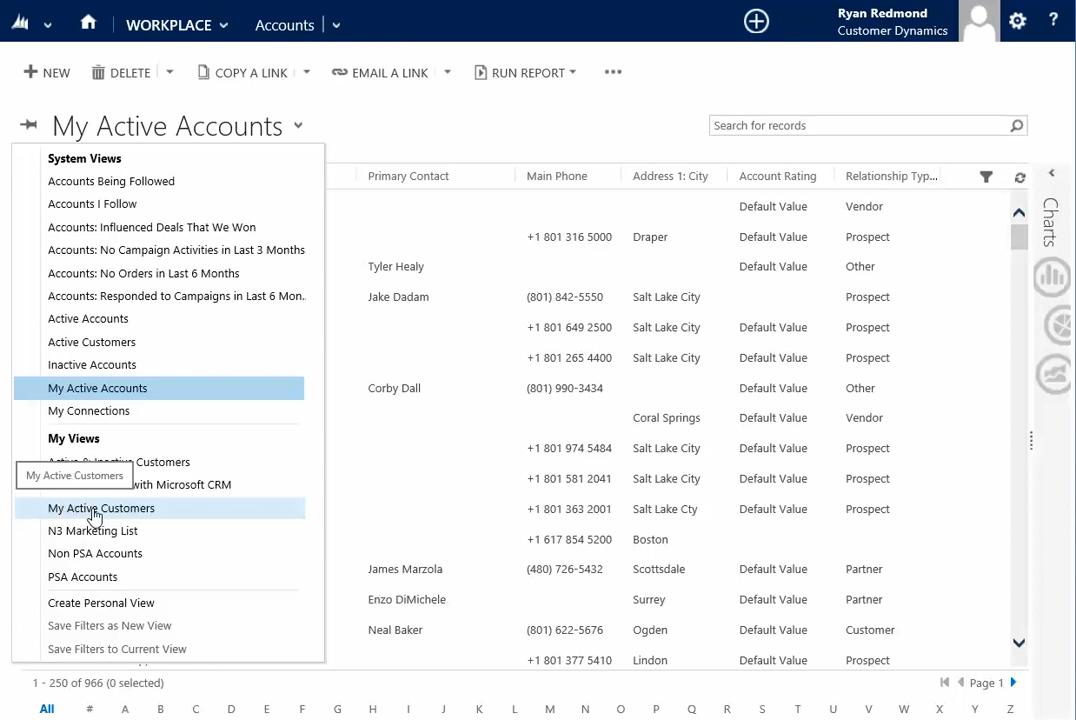 WORKPLACE
Accounts
Ryan Redmond
Customer Dynamics
?
NEW
DELETE
COPY A LINK
EMAIL A LINK
RUN REPORT
My Active Accounts
Search for records
System Views
Accounts Being Followed
Accounts I Follow
Accounts: Influenced Deals That We Won
Accounts: No Campaign Activities in Last 3 Months
Accounts: No Orders in Last 6 Months
Accounts: Responded to Campaigns in Last 6 Mon...
Active Accounts
Active Customers
Inactive Accounts
My Active Accounts
My Connections
My Views
Active & Inactive Customers
My Active Customers
with Microsoft CRM
My Active Customers
N3 Marketing List
Non PSA Accounts
PSA Accounts
Create Personal View
Save Filters as New View
Save Filters to Current View
Primary Contact Main Phone Address 1: City Account Rating Relationship Typ...
Default Value Vendor
+1 801 316 5000 Draper Default Value Prospect
Tyler Healy Default Value Other
Jake Dadam (801) 842-5550 Salt Lake City Prospect
+1 801 649 2500 Salt Lake City Default Value Prospect
+1 801 265 4400 Salt Lake City Default Value Prospect
Corby Dall (801) 990-3434 Default Value Other
Coral Springs Default Value Vendor
+1 801 974 5484 Salt Lake City Default Value Prospect
+1 801 581 2041 Salt Lake City Default Value Prospect
+1 801 363 2001 Salt Lake Cty Default Value Prospect
+1 617 854 5200 Boston Default Value Prospect
James Marzola (480) 726-5432 Scottsdale Default Value Partner
Enzo DiMichele Surrey Default Value Partner
Neal Baker (801) 622-5676 Ogden Default Value Customer
+1 801 377 5410 Lindon Default Value Prospect
Charts
1 - 250 of 966 (0 selected)
Page 1
All # A B C D E F G H I J K L M N O P Q R S T U V W X Y Z